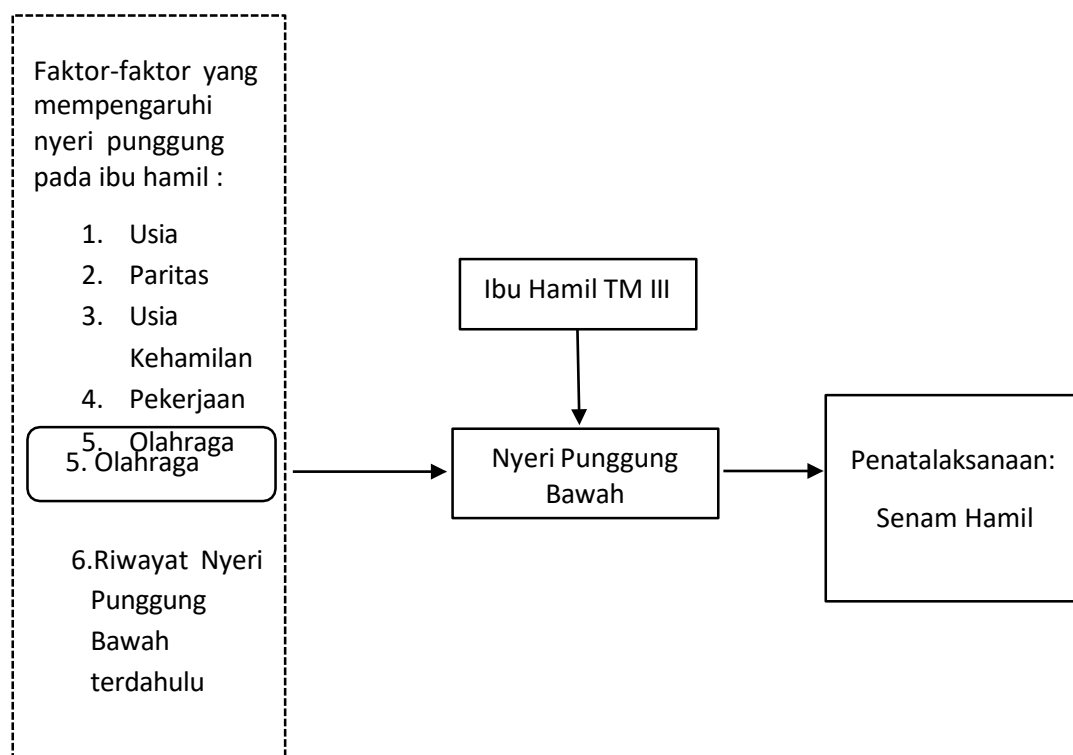 Faktor-faktor yang
mempengaruhi
nyeri punggung
pada ibu hamil :
1. Usia
2. Paritas
3. Usia
Kehamilan
4. Pekerjaan
5. Olahraga
5. Olahraga
6.Riwayat Nyeri
Punggung
Bawah
terdahulu
Ibu Hamil TM III
Nyeri Punggung
Bawah
Penatalaksanaan:
Senam Hamil